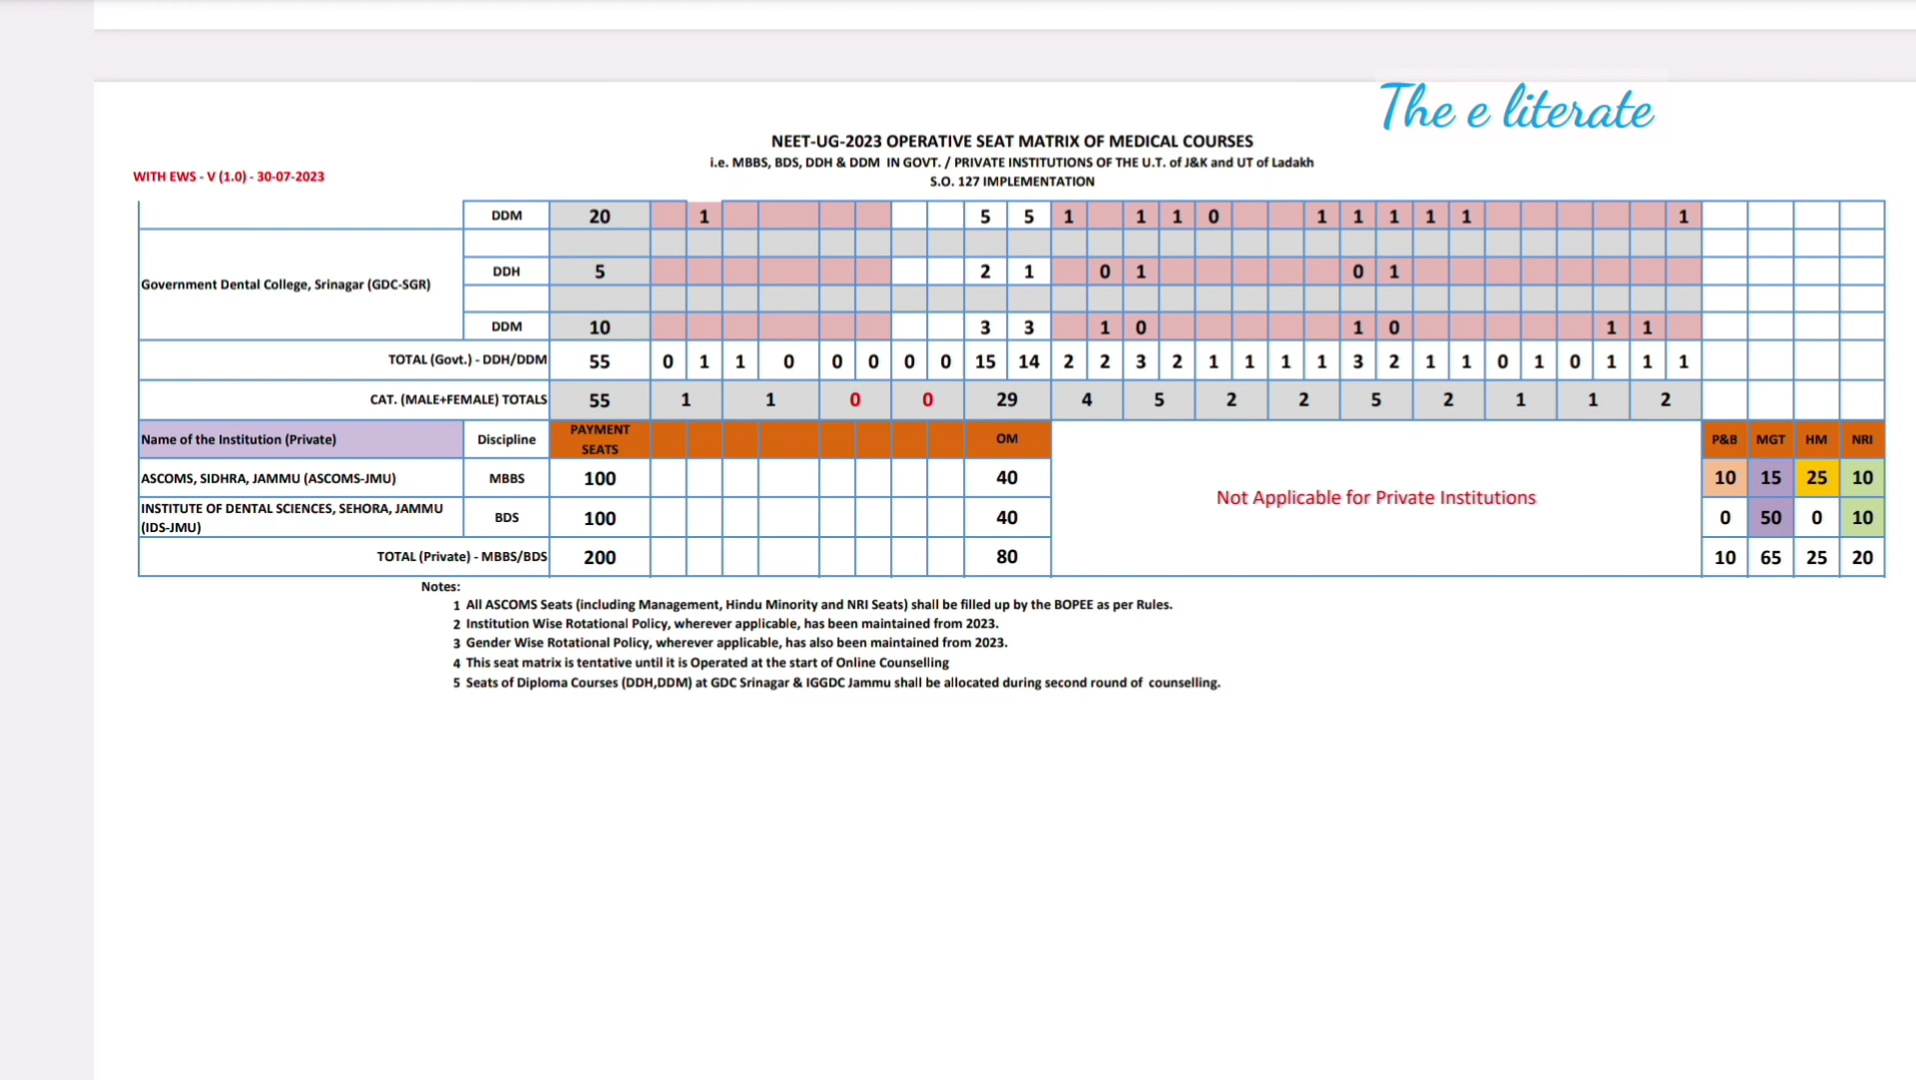 The e literate
NEET-UG-2023 OPERATIVE SEAT MATRIX OF MEDICAL COURSES
i.e. MBBS, BDS, DDH & DDM IN GOVT. / PRIVATE INSTITUTIONS OF THE U.T. of J&K and UT of Ladakh
WITH EWS - V (1.0) - 30-07-2023
S.O. 127 IMPLEMENTATION
DDM 20 1 5 5 1 1 1 0 1 1 1 1 1 1
Government Dental College, Srinagar (GDC-SGR)
DDH 5 2 1 0 1 0 1
DDM 10 3 3 1 0 1 0 1 1
TOTAL (Govt.) - DDH/DDM 55 0 1 1 0 0 0 0 0 15 14 2 2 3 2 1 1 1 1 3 2 1 1 0 1 0 1 1 1
CAT. (MALE+FEMALE) TOTALS 55 1 1 0 0 29 4 5 2 2 5 2 1 1 2
Name of the Institution (Private) Discipline PAYMENT SEATS OM P&B MGT HM NRI
ASCOMS, SIDHRA, JAMMU (ASCOMS-JMU) MBBS 100 40 10 15 25 10
Not Applicable for Private Institutions
INSTITUTE OF DENTAL SCIENCES, SEHORA, JAMMU (IDS-JMU) BDS 100 40 0 50 0 10
TOTAL (Private) - MBBS/BDS 200 80 10 65 25 20
Notes:
1 All ASCOMS Seats (including Management, Hindu Minority and NRI Seats) shall be filled up by the BOPEE as per Rules.
2 Institution Wise Rotational Policy, wherever applicable, has been maintained from 2023.
3 Gender Wise Rotational Policy, wherever applicable, has also been maintained from 2023.
4 This seat matrix is tentative until it is Operated at the start of Online Counselling
5 Seats of Diploma Courses (DDH,DDM) at GDC Srinagar & IGGDC Jammu shall be allocated during second round of counselling.